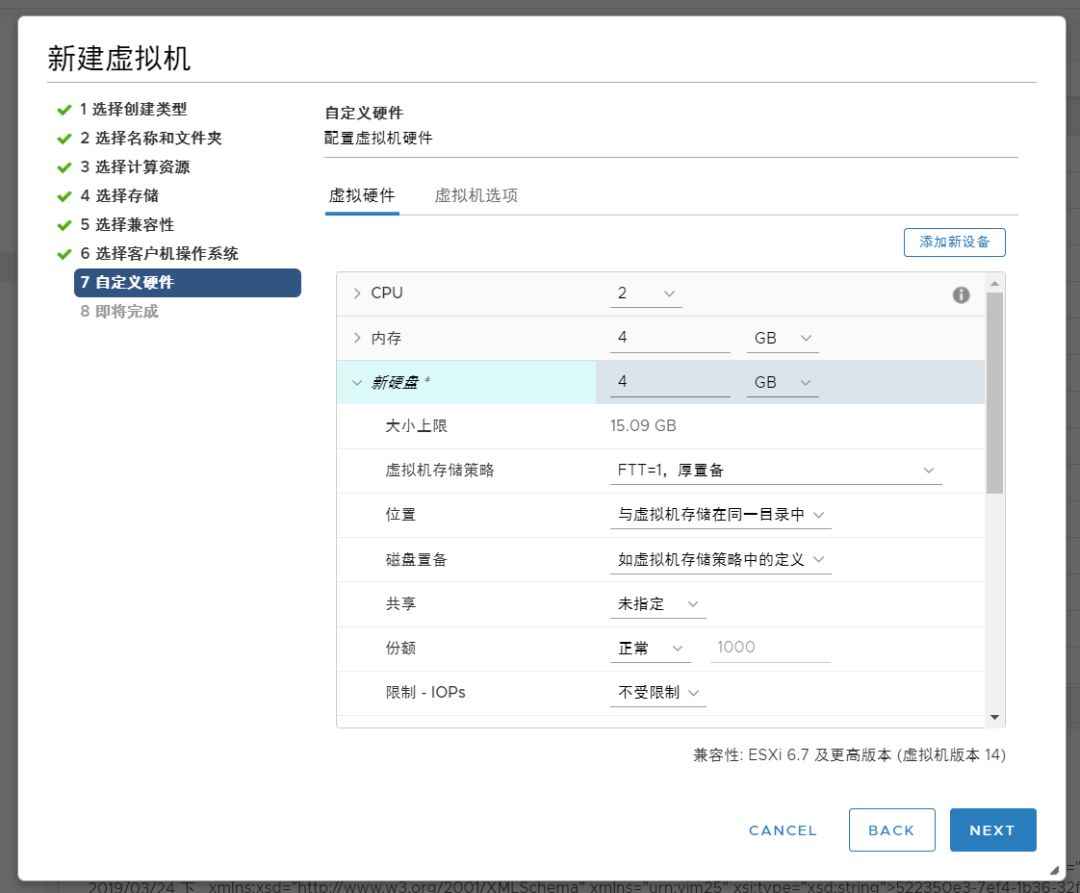 新建虚拟机
1 选择创建类型
2 选择名称和文件夹
3 选择计算资源
4 选择存储
5 选择兼容性
6 选择客户机操作系统
7 自定义硬件
8 即将完成
自定义硬件
配置虚拟机硬件
虚拟硬件 虚拟机选项
添加新设备
CPU 2
内存 4 GB
新硬盘 * 4 GB
大小上限 15.09 GB
虚拟机存储策略 FTT=1，厚置备
位置 与虚拟机存储在同一目录中
磁盘置备 如虚拟机存储策略中的定义
共享 未指定
份额 正常 1000
限制 - IOPs 不受限制
兼容性: ESXi 6.7 及更高版本 (虚拟机版本 14)
CANCEL BACK NEXT
2019/03/24 下 xmlns:xsd="http://www.w3.org/2001/XMLSchema" xmlns="urn:vim25" xsi:type="xsd:string">